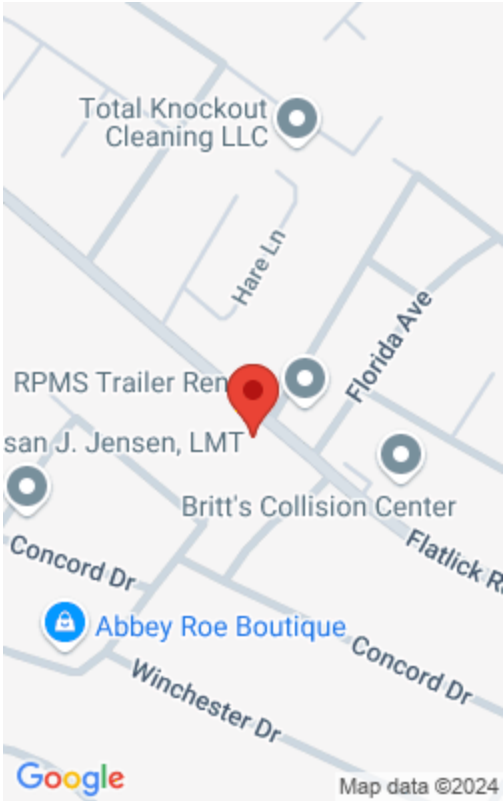 Total Knockout
Cleaning LLC
Hare Ln
Florida Ave
RPMS Trailer Ren
san J. Jensen, LMT
Britt's Collision Center
Flatlick R
Concord Dr
Abbey Roe Boutique
Concord Dr
Winchester Dr
Google
Map data ©2024